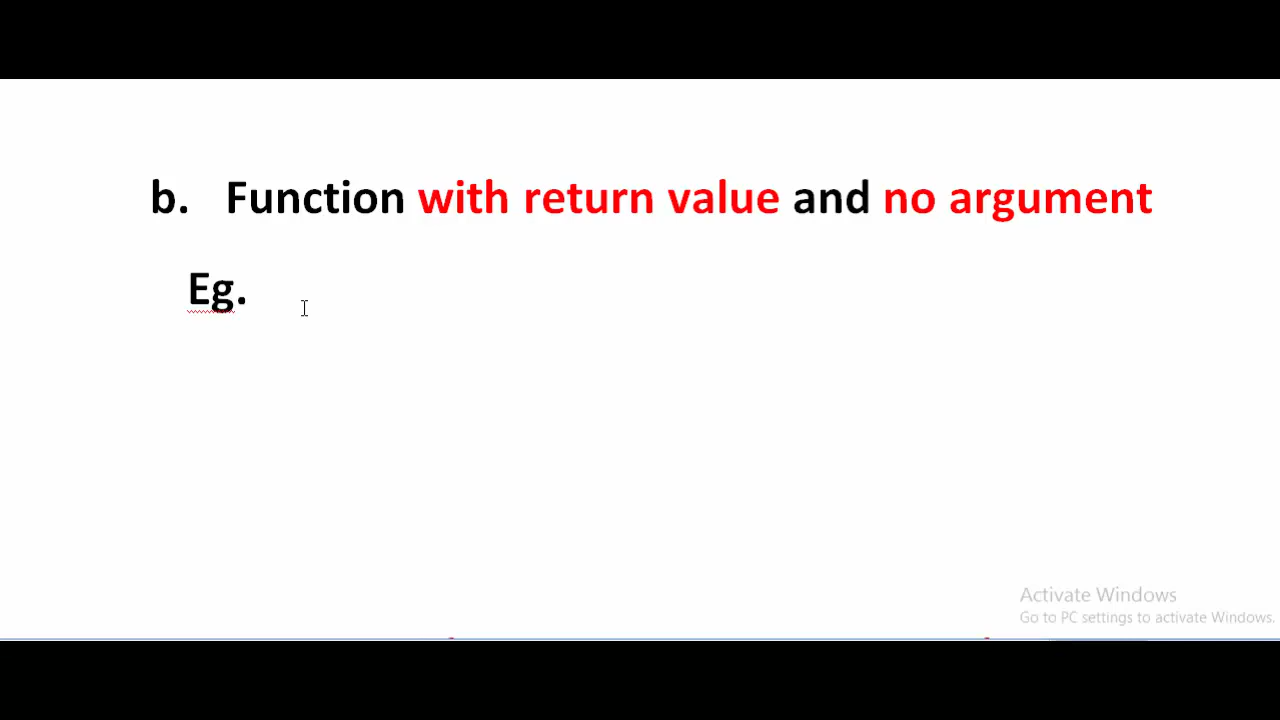 b. Function with return value and no argument
Eg.
Activate Windows
Go to PC settings to activate Windows.